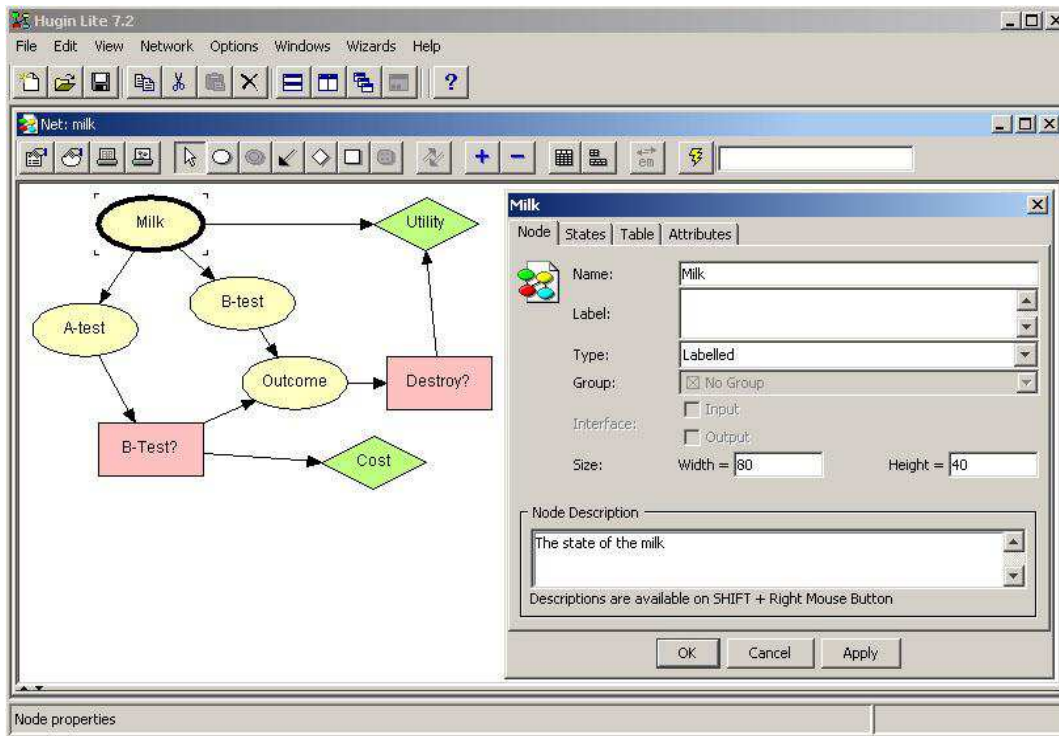 Hugin Lite 7.2
File Edit View Network Options Windows Wizards Help
?
Net: milk
em
Milk
Utility
B-test
A-test
Outcome
Destroy?
B-Test?
Cost
Milk
Node States Table Attributes
Name: Milk
Label:
Type: Labelled
Group: No Group
Interface: Input
Output
Size: Width = 80 Height = 40
Node Description
The state of the milk
Descriptions are available on SHIFT + Right Mouse Button
OK Cancel Apply
Node properties